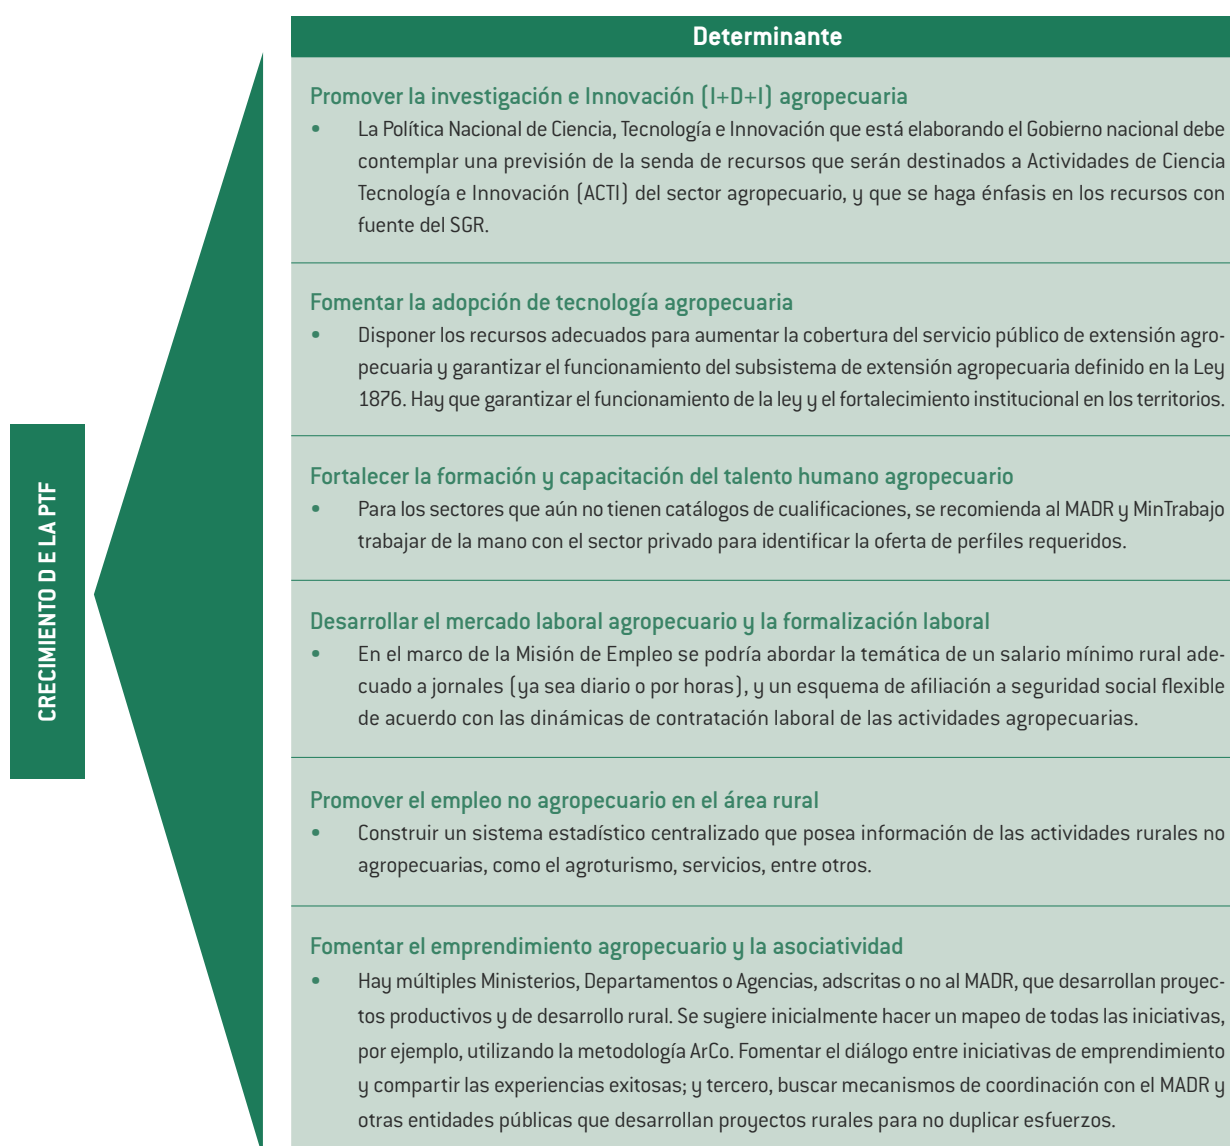 Determinante
Promover la investigación e Innovación (I+D+I) agropecuaria
• La Política Nacional de Ciencia, Tecnología e Innovación que está elaborando el Gobierno nacional debe
contemplar una previsión de la senda de recursos que serán destinados a Actividades de Ciencia
Tecnología e Innovación (ACTI) del sector agropecuario, y que se haga énfasis en los recursos con
fuente del SGR.
Fomentar la adopción de tecnología agropecuaria
• Disponer los recursos adecuados para aumentar la cobertura del servicio público de extensión agro-
pecuaria y garantizar el funcionamiento del subsistema de extensión agropecuaria definido en la Ley
1876. Hay que garantizar el funcionamiento de la ley y el fortalecimiento institucional en los territorios.
CRECIMIENTO D E LA PTF
Fortalecer la formación y capacitación del talento humano agropecuario
• Para los sectores que aún no tienen catálogos de cualificaciones, se recomienda al MADR y MinTrabajo
trabajar de la mano con el sector privado para identificar la oferta de perfiles requeridos.
Desarrollar el mercado laboral agropecuario y la formalización laboral
• En el marco de la Misión de Empleo se podría abordar la temática de un salario mínimo rural ade-
cuado a jornales (ya sea diario o por horas), y un esquema de afiliación a seguridad social flexible
de acuerdo con las dinámicas de contratación laboral de las actividades agropecuarias.
Promover el empleo no agropecuario en el área rural
• Construir un sistema estadístico centralizado que posea información de las actividades rurales no
agropecuarias, como el agroturismo, servicios, entre otros.
Fomentar el emprendimiento agropecuario y la asociatividad
• Hay múltiples Ministerios, Departamentos o Agencias, adscritas o no al MADR, que desarrollan proyec-
tos productivos y de desarrollo rural. Se sugiere inicialmente hacer un mapeo de todas las iniciativas,
por ejemplo, utilizando la metodología ArCo. Fomentar el diálogo entre iniciativas de emprendimiento
y compartir las experiencias exitosas; y tercero, buscar mecanismos de coordinación con el MADR y
otras entidades públicas que desarrollan proyectos rurales para no duplicar esfuerzos.